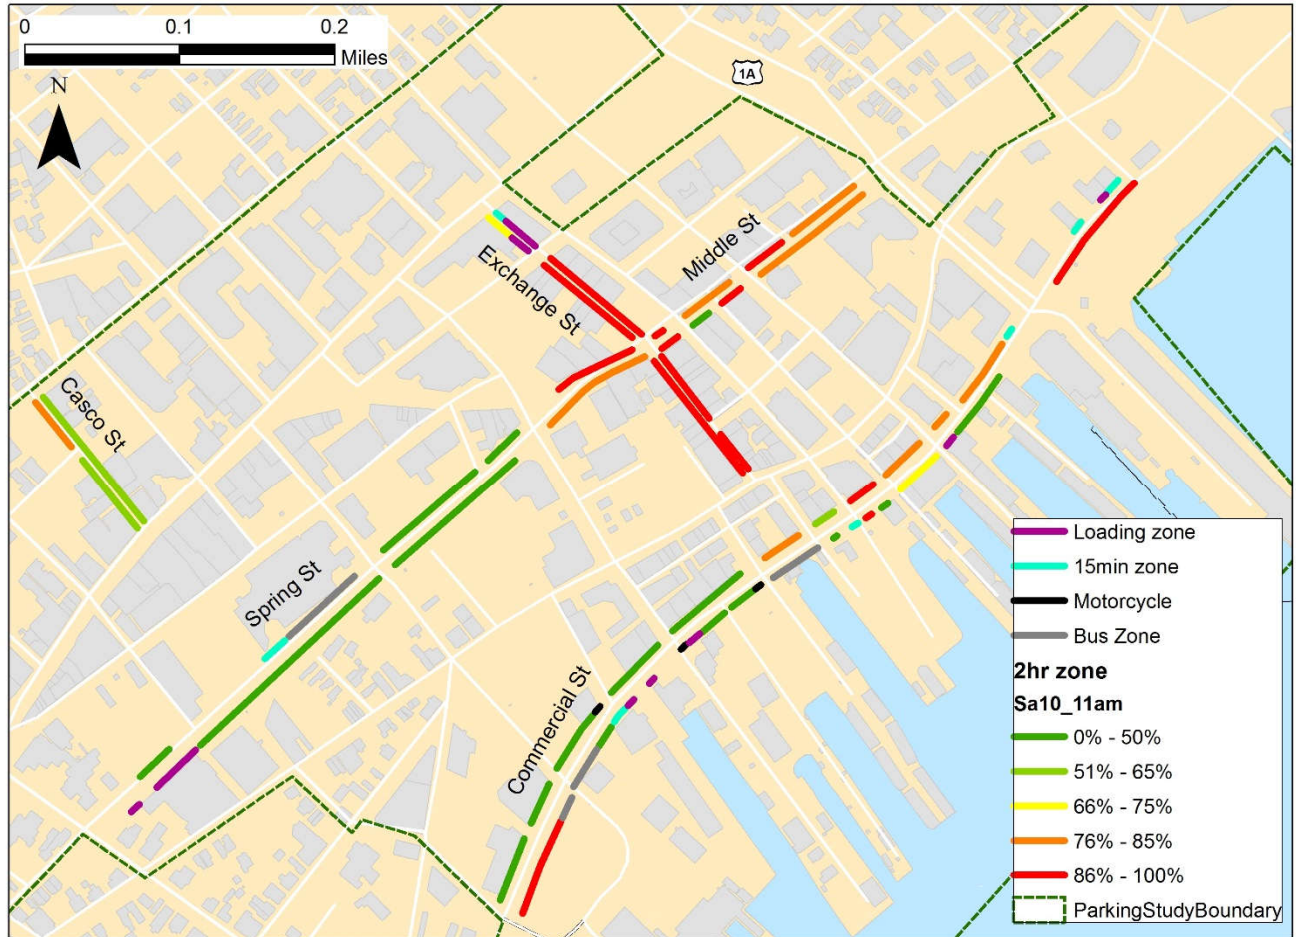 0 0.1 0.2
Miles
N
1A
Middle St
Exchange St
Casco St
Spring St
Commercial St
Loading zone
15min zone
Motorcycle
Bus Zone
2hr zone
Sa10_11am
0% - 50%
51% - 65%
66% - 75%
76% - 85%
86% - 100%
ParkingStudyBoundary